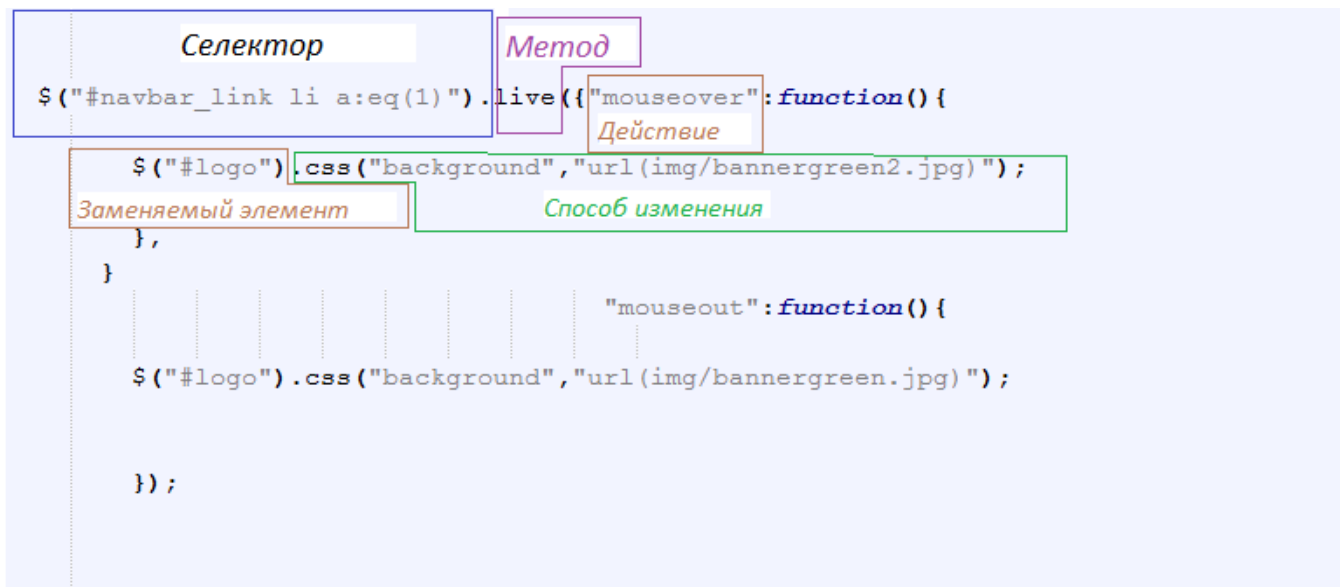 Селектор
Метод
$("#navbar_link li a:eq(1)").live({"mouseover":function(){
Действие
$("#logo").css("background","url(img/bannergreen2.jpg)");
Заменяемый элемент
Способ изменения
},
}
"mouseout":function(){
$("#logo").css("background","url(img/bannergreen.jpg)");
});